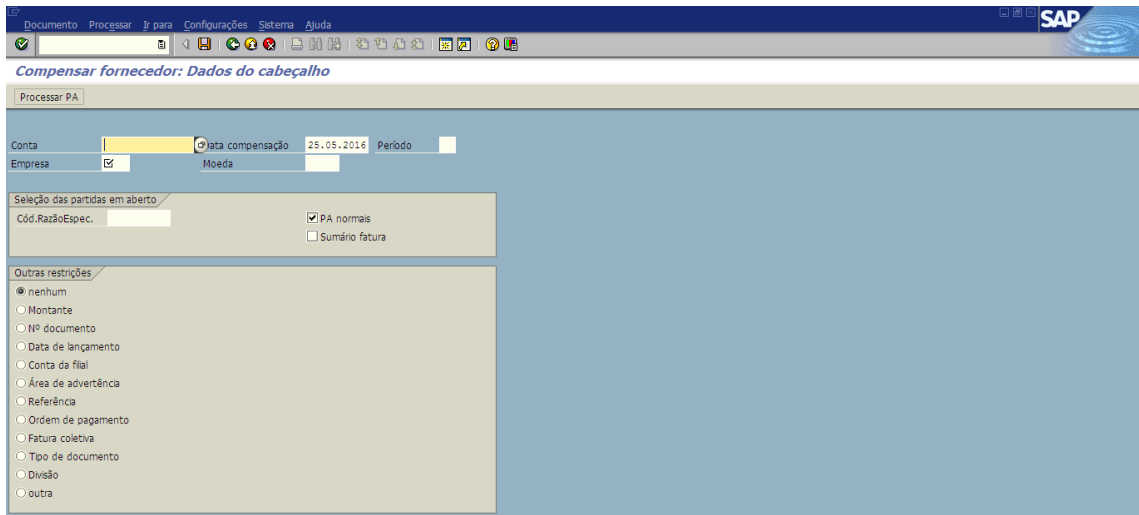 Documento Processar Ir para Configurações Sistema Ajuda
SAP
Compensar fornecedor: Dados do cabeçalho
Processar PA
Conta Data compensação 25.05.2016 Período
Empresa Moeda
Seleção das partidas em aberto
Cód.RazãoEspec. PA normais
Sumário fatura
Outras restrições
nenhum
Montante
Nº documento
Data de lançamento
Conta da filial
Área de advertência
Referência
Ordem de pagamento
Fatura coletiva
Tipo de documento
Divisão
outra